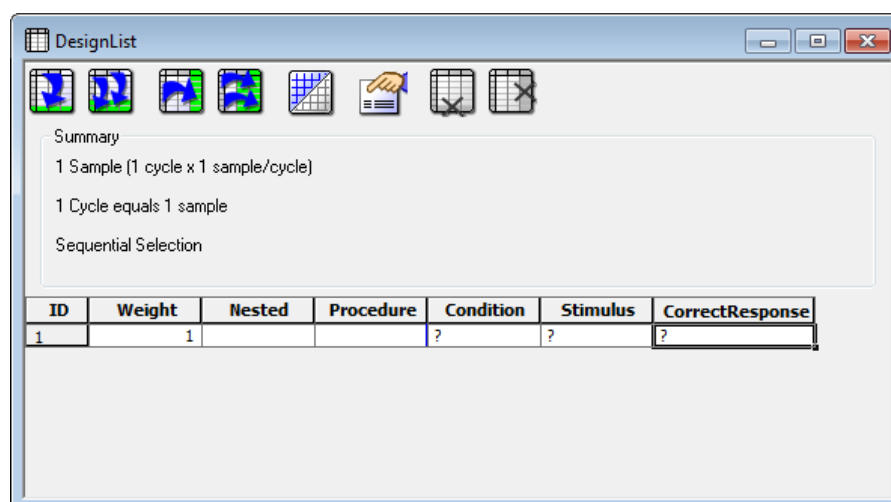 DesignList
Summary
1 Sample (1 cycle x 1 sample/cycle)
1 Cycle equals 1 sample
Sequential Selection
ID Weight Nested Procedure Condition Stimulus CorrectResponse
1 1 ? ? ?